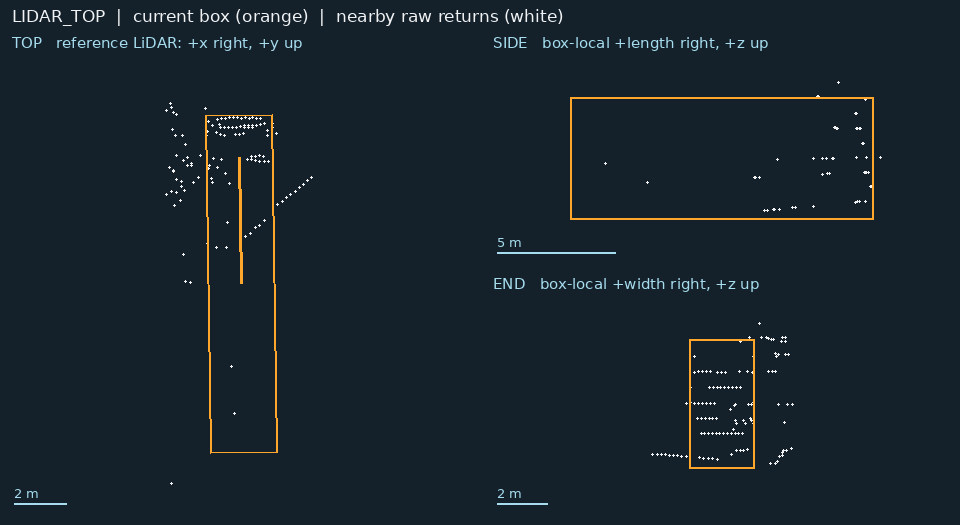 LIDAR_TOP | current box (orange) | nearby raw returns (white)
TOP reference LiDAR: +x right, +y up
SIDE box-local +length right, +z up
5 m
END box-local +width right, +z up
2 m
2 m